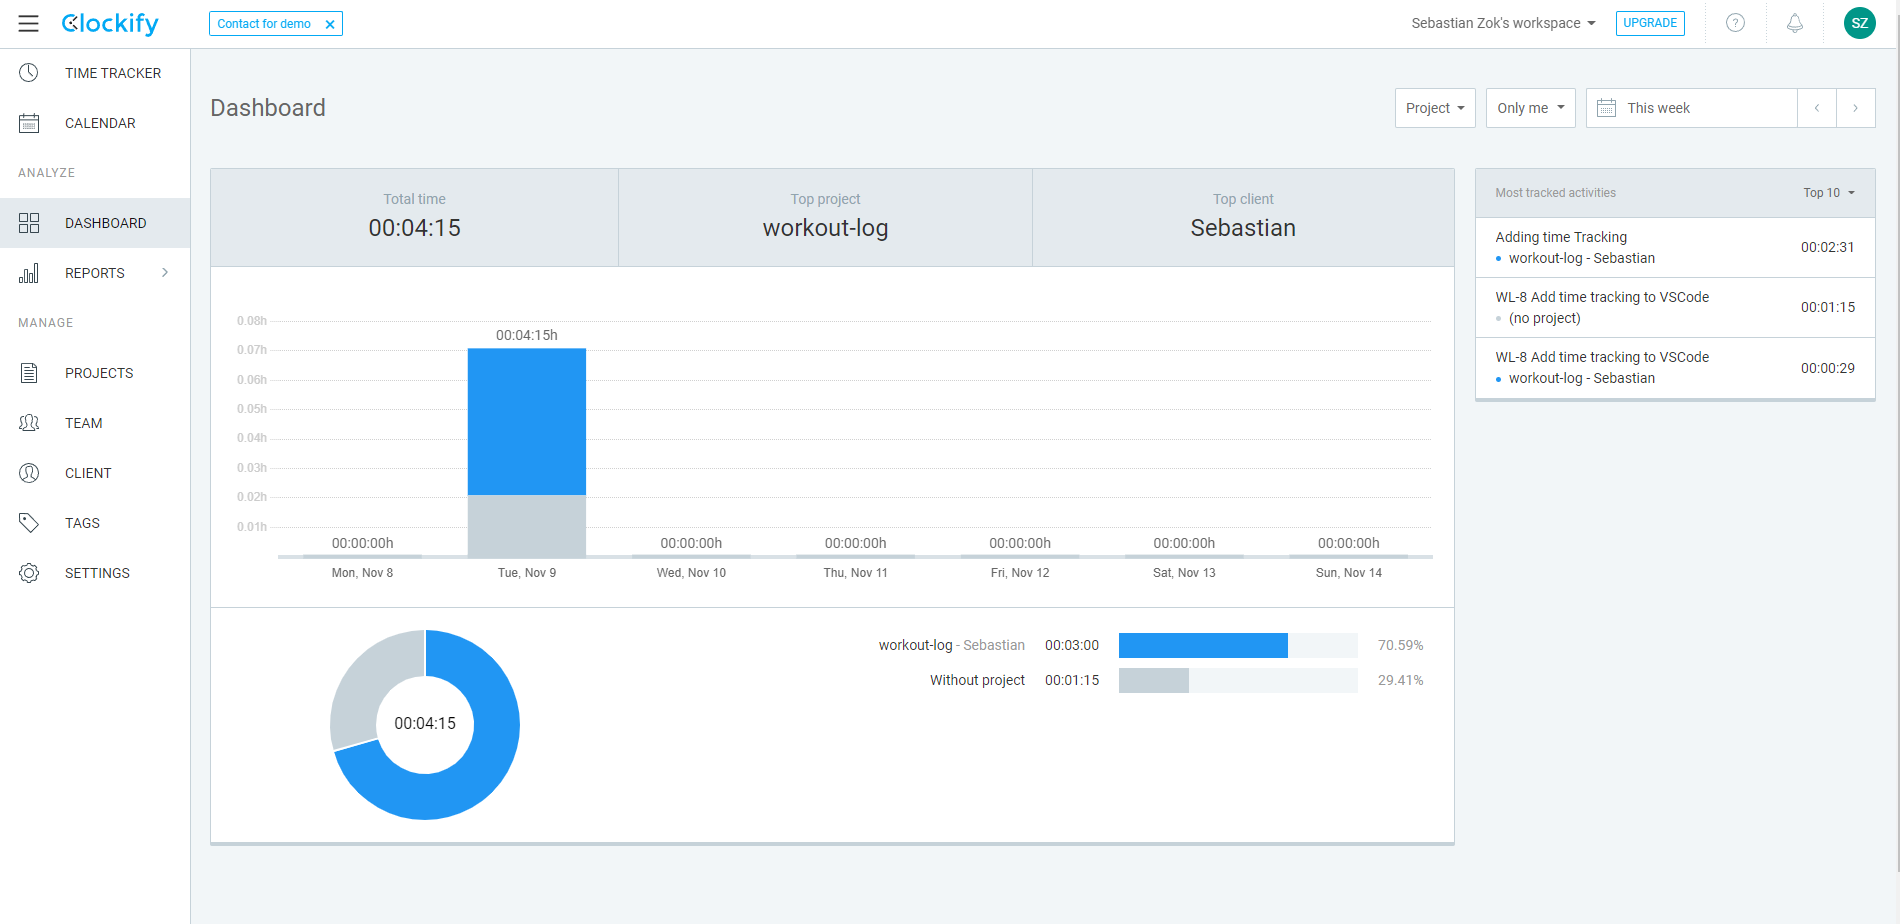 Clockify
Contact for demo ×
Sebastian Zok's workspace
UPGRADE
?
SZ
TIME TRACKER
CALENDAR
ANALYZE
DASHBOARD
REPORTS
MANAGE
PROJECTS
TEAM
CLIENT
TAGS
SETTINGS
Dashboard
Project
Only me
This week
Total time
00:04:15
Top project
workout-log
Top client
Sebastian
0.08h
0.07h
0.06h
0.05h
0.04h
0.03h
0.02h
0.01h
00:00:00h
00:04:15h
00:00:00h
00:00:00h
00:00:00h
00:00:00h
00:00:00h
Mon, Nov 8
Tue, Nov 9
Wed, Nov 10
Thu, Nov 11
Fri, Nov 12
Sat, Nov 13
Sun, Nov 14
00:04:15
workout-log - Sebastian 00:03:00 70.59%
Without project 00:01:15 29.41%
Most tracked activities
Top 10
Adding time Tracking
workout-log - Sebastian
00:02:31
WL-8 Add time tracking to VSCode
(no project)
00:01:15
WL-8 Add time tracking to VSCode
workout-log - Sebastian
00:00:29